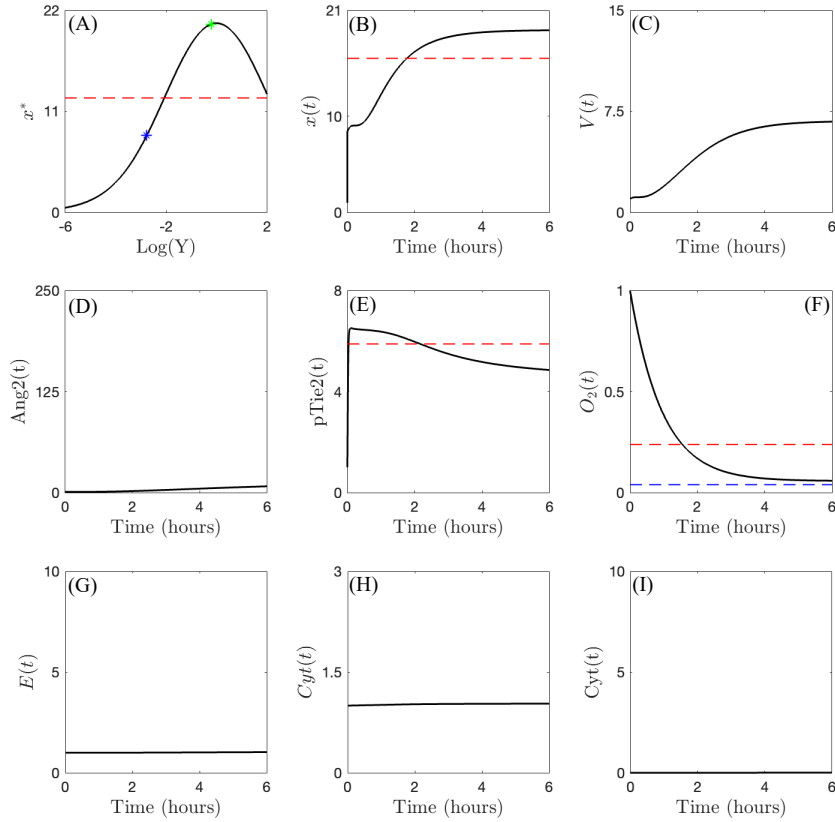 (A)
22
11
0
x*
-6
-2
2
Log(Y)
(B)
21
10
0
x(t)
0
2
4
6
Time (hours)
(C)
15
7.5
0
V(t)
0
2
4
6
Time (hours)
(D)
250
125
0
Ang2(t)
0
2
4
6
Time (hours)
(E)
8
4
0
pTie2(t)
0
2
4
6
Time (hours)
(F)
1
0.5
0
O₂(t)
0
2
4
6
Time (hours)
(G)
10
5
0
E(t)
0
2
4
6
Time (hours)
(H)
3
1.5
0
Cyt(t)
0
2
4
6
Time (hours)
(I)
10
5
0
Cyt(t)
0
2
4
6
Time (hours)